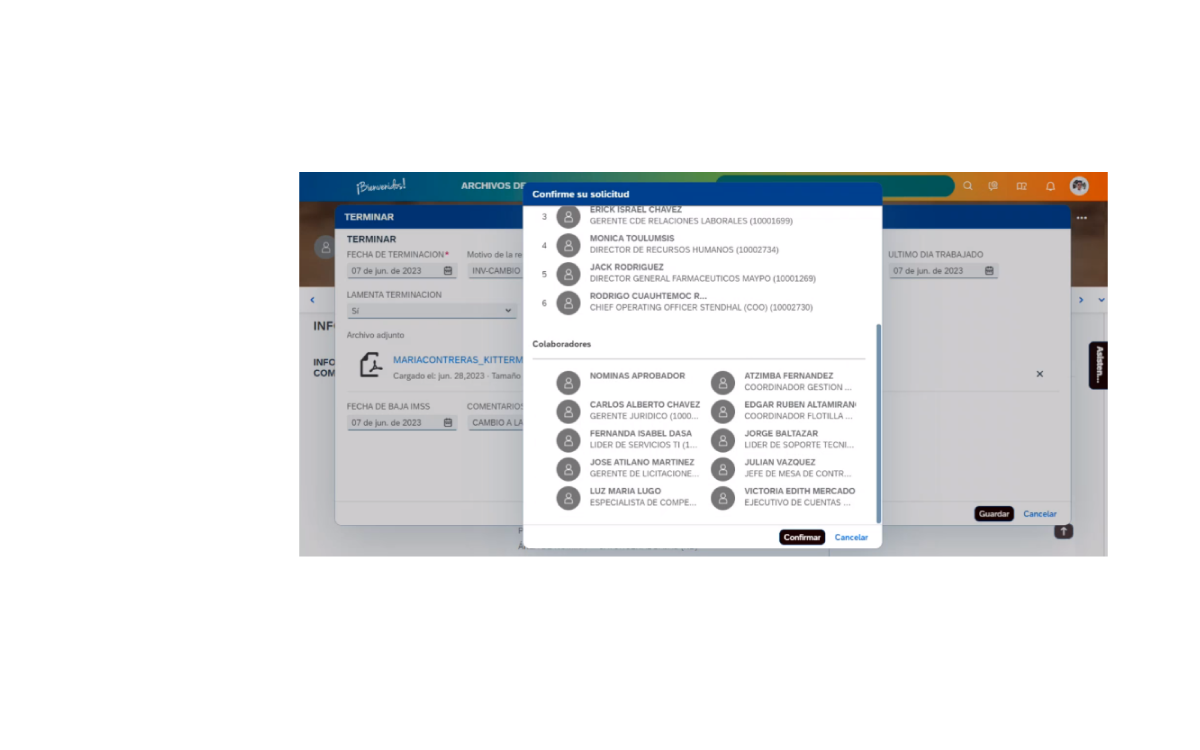 ¡Bienvenidos!
ARCHIVOS DE
Confirme su solicitud
TERMINAR
TERMINAR
FECHA DE TERMINACION*
Motivo de la re
ULTIMO DIA TRABAJADO
07 de jun. de 2023
INV-CAMBIO
07 de jun. de 2023
LAMENTA TERMINACION
Sí
Archivo adjunto
MARIACONTRERAS_KITTERM
Cargado el: jun. 28,2023 - Tamaño
FECHA DE BAJA IMSS
COMENTARIOS
07 de jun. de 2023
CAMBIO A LA
INF
INFO
COM
3
ERICK ISRAEL CHAVEZ
GERENTE CDE RELACIONES LABORALES (10001699)
4
MONICA TOULUMSIS
DIRECTOR DE RECURSOS HUMANOS (10002734)
5
JACK RODRIGUEZ
DIRECTOR GENERAL FARMACEUTICOS MAYPO (10001269)
6
RODRIGO CUAUHTEMOC R...
CHIEF OPERATING OFFICER STENDHAL (COO) (10002730)
Colaboradores
NOMINAS APROBADOR
ATZIMBA FERNANDEZ
COORDINADOR GESTION ...
CARLOS ALBERTO CHAVEZ
GERENTE JURIDICO (1000...
EDGAR RUBEN ALTAMIRAN
COORDINADOR FLOTILLA ...
FERNANDA ISABEL DASA
LIDER DE SERVICIOS TI (1...
JORGE BALTAZAR
LIDER DE SOPORTE TECNI...
JOSE ATILANO MARTINEZ
GERENTE DE LICITACIONE...
JULIAN VAZQUEZ
JEFE DE MESA DE CONTR...
LUZ MARIA LUGO
ESPECIALISTA DE COMPE...
VICTORIA EDITH MERCADO
EJECUTIVO DE CUENTAS ...
Confirmar
Cancelar
Guardar
Cancelar
Asisten...